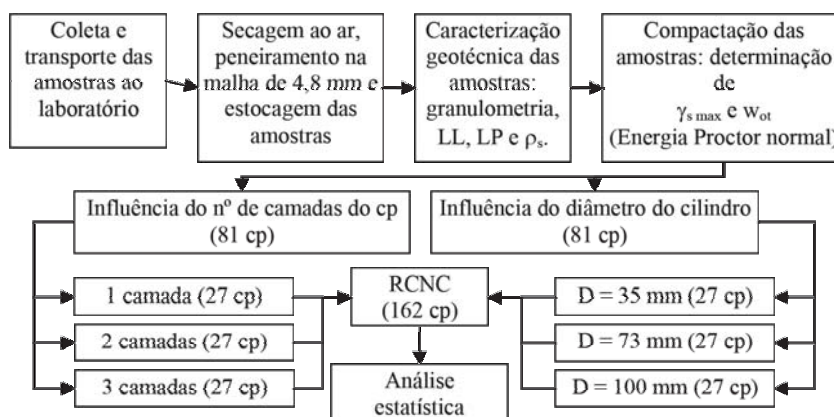 Coleta e
transporte das
amostras ao
laboratório
Secagem ao ar,
peneiramento na
malha de 4,8 mm e
estocagem das
amostras
Caracterização
geotécnica das
amostras:
granulometria,
LL, LP e ρs.
Compactação das
amostras: determinação
de
γs max e wot
(Energia Proctor normal)
Influência do nº de camadas do cp
(81 cp)
Influência do diâmetro do cilindro
(81 cp)
1 camada (27 cp)
2 camadas (27 cp)
3 camadas (27 cp)
RCNC
(162 cp)
D = 35 mm (27 cp)
D = 73 mm (27 cp)
D = 100 mm (27 cp)
Análise
estatística